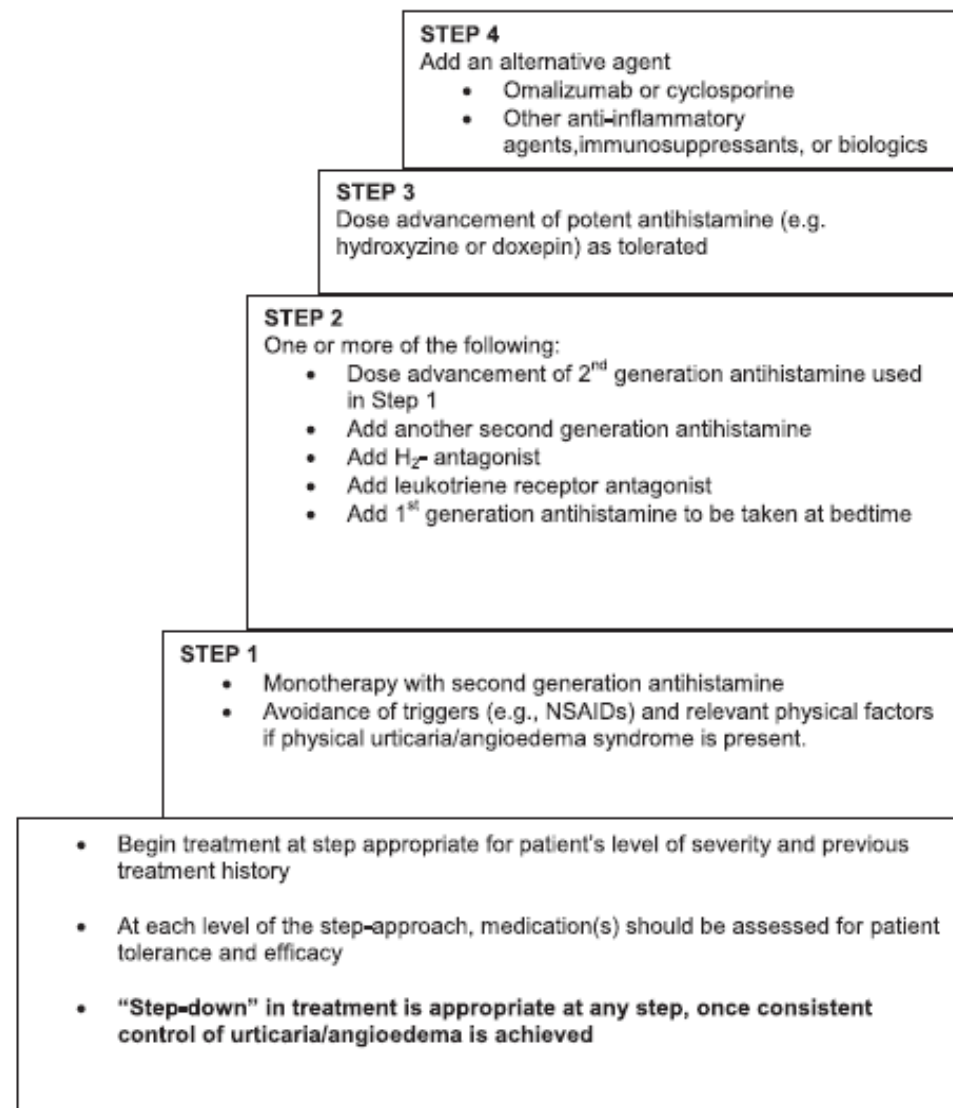 STEP 4
Add an alternative agent
• Omalizumab or cyclosporine
• Other anti-inflammatory
agents,immunosuppressants, or biologics
STEP 3
Dose advancement of potent antihistamine (e.g.
hydroxyzine or doxepin) as tolerated
STEP 2
One or more of the following:
• Dose advancement of 2nd generation antihistamine used
in Step 1
• Add another second generation antihistamine
• Add H2- antagonist
• Add leukotriene receptor antagonist
• Add 1st generation antihistamine to be taken at bedtime
STEP 1
• Monotherapy with second generation antihistamine
• Avoidance of triggers (e.g., NSAIDs) and relevant physical factors
if physical urticaria/angioedema syndrome is present.
• Begin treatment at step appropriate for patient's level of severity and previous
treatment history
• At each level of the step-approach, medication(s) should be assessed for patient
tolerance and efficacy
• “Step-down” in treatment is appropriate at any step, once consistent
control of urticaria/angioedema is achieved